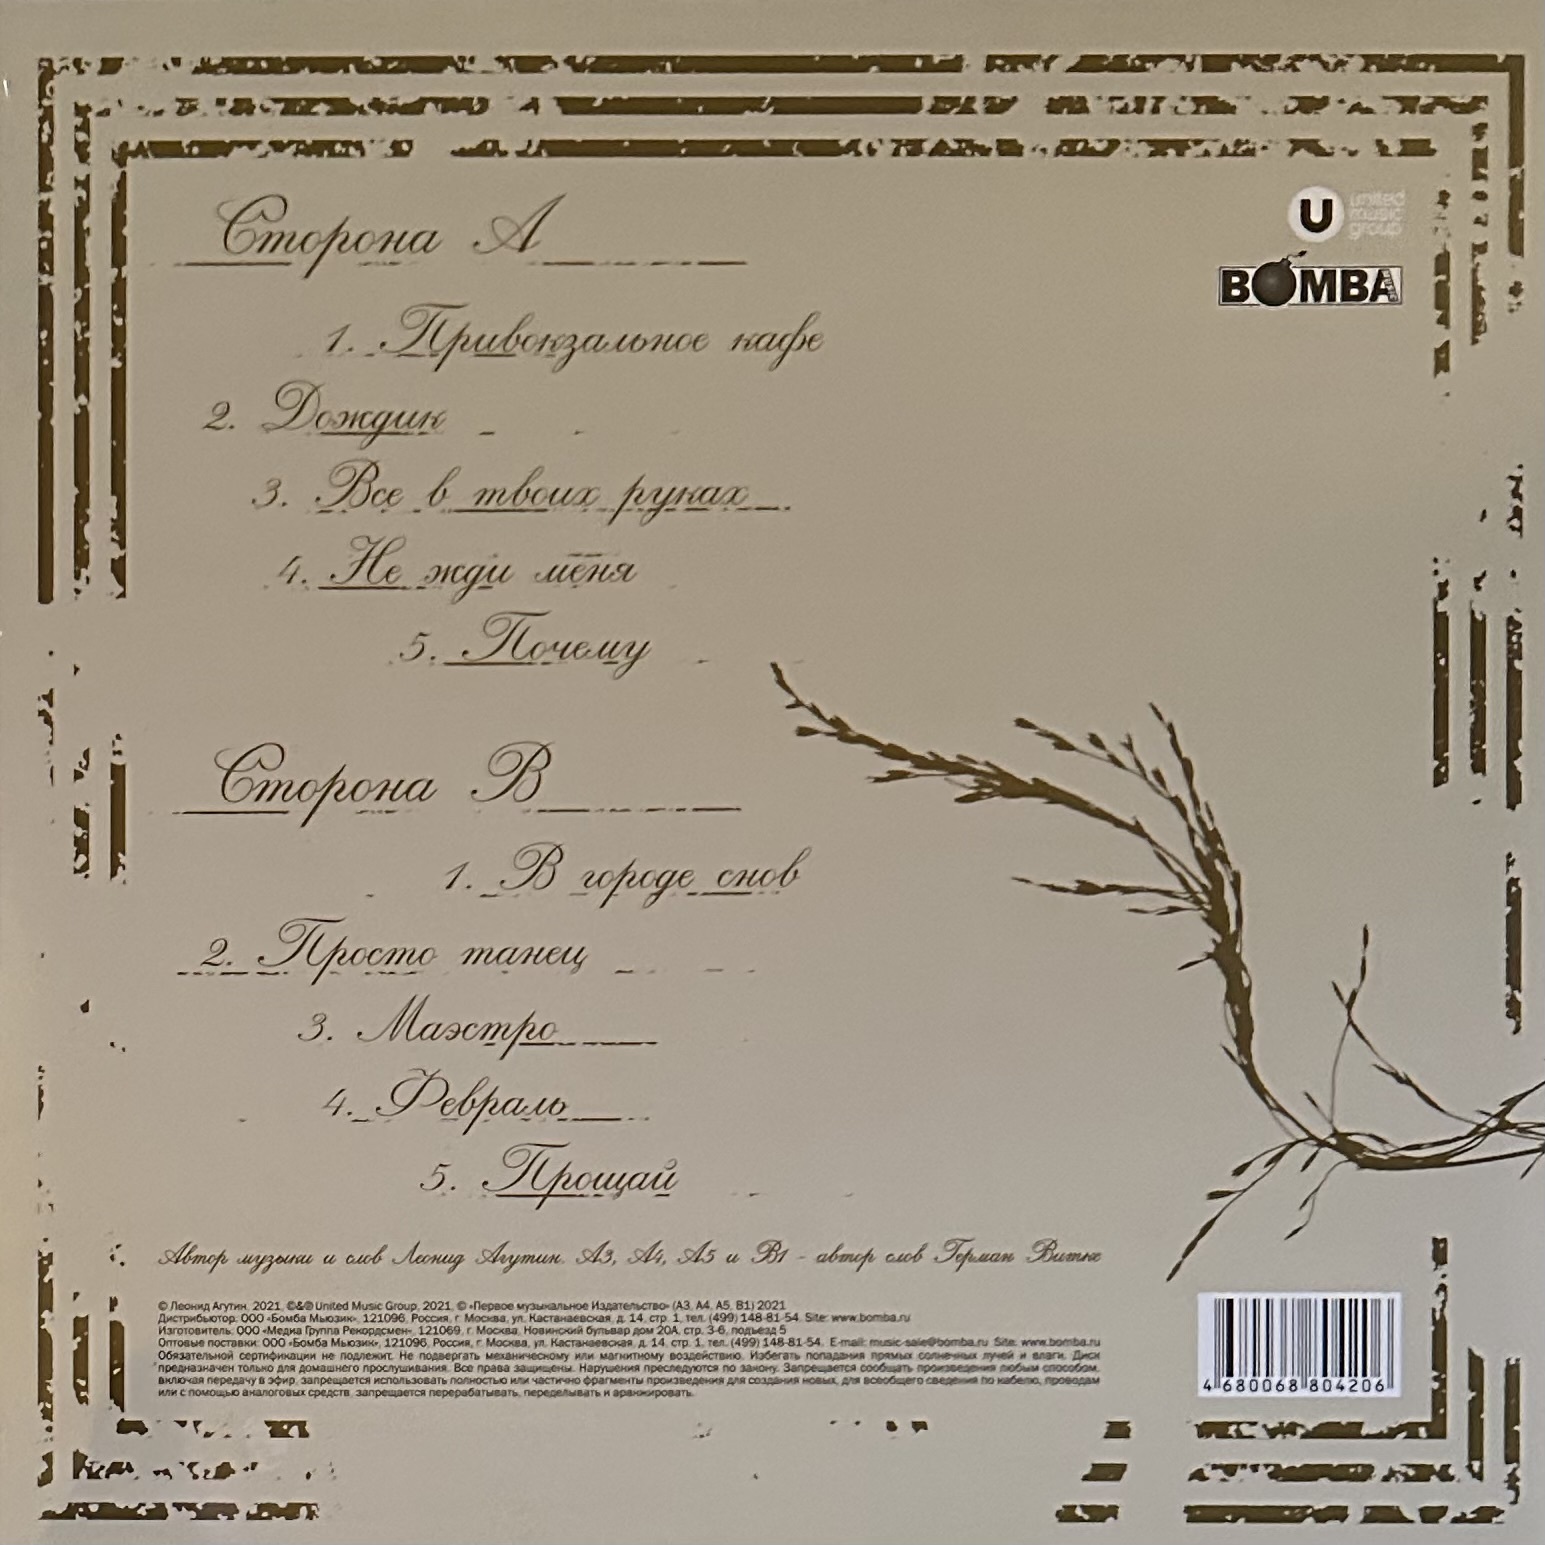 Сторона А
united
music
group
U
BOMBA
1. Привокзальное кафе
2. Дождик
3. Все в твоих руках
4. Не жди меня
5. Почему
Сторона В
1. В городе снов
2. Просто танец
3. Маэстро
4. Февраль
5. Прощай
Автор музыки и слов Леонид Агутин. А3, А4, А5 и В1 - автор слов Герман Витке
© Леонид Агутин, 2021, ©&℗ United Music Group, 2021, © «Первое музыкальное Издательство» (А3, А4, А5, В1) 2021
Дистрибьютор: ООО «Бомба Мьюзик», 121096, Россия, г. Москва, ул. Кастанаевская, д. 14, стр. 1, тел. (499) 148-81-54. Site: www.bomba.ru
Изготовитель: ООО «Медиа Группа Рекордсмен», 121069, г. Москва, Новинский бульвар дом 20А, стр. 3-6, подъезд 5
Оптовые поставки: ООО «Бомба Мьюзик», 121096, Россия, г. Москва, ул. Кастанаевская, д. 14, стр. 1, тел. (499) 148-81-54. E-mail: music-sale@bomba.ru Site: www.bomba.ru
Обязательной сертификации не подлежит. Не подвергать механическому или магнитному воздействию. Избегать попадания прямых солнечных лучей и влаги. Диск
предназначен только для домашнего прослушивания. Все права защищены. Нарушения преследуются по закону. Запрещается сообщать произведения любым способом,
включая передачу в эфир, запрещается использовать полностью или частично фрагменты произведения для создания новых, для всеобщего сведения по кабелю, проводам
или с помощью аналоговых средств, запрещается перерабатывать, переделывать и аранжировать.
4 680068 804206